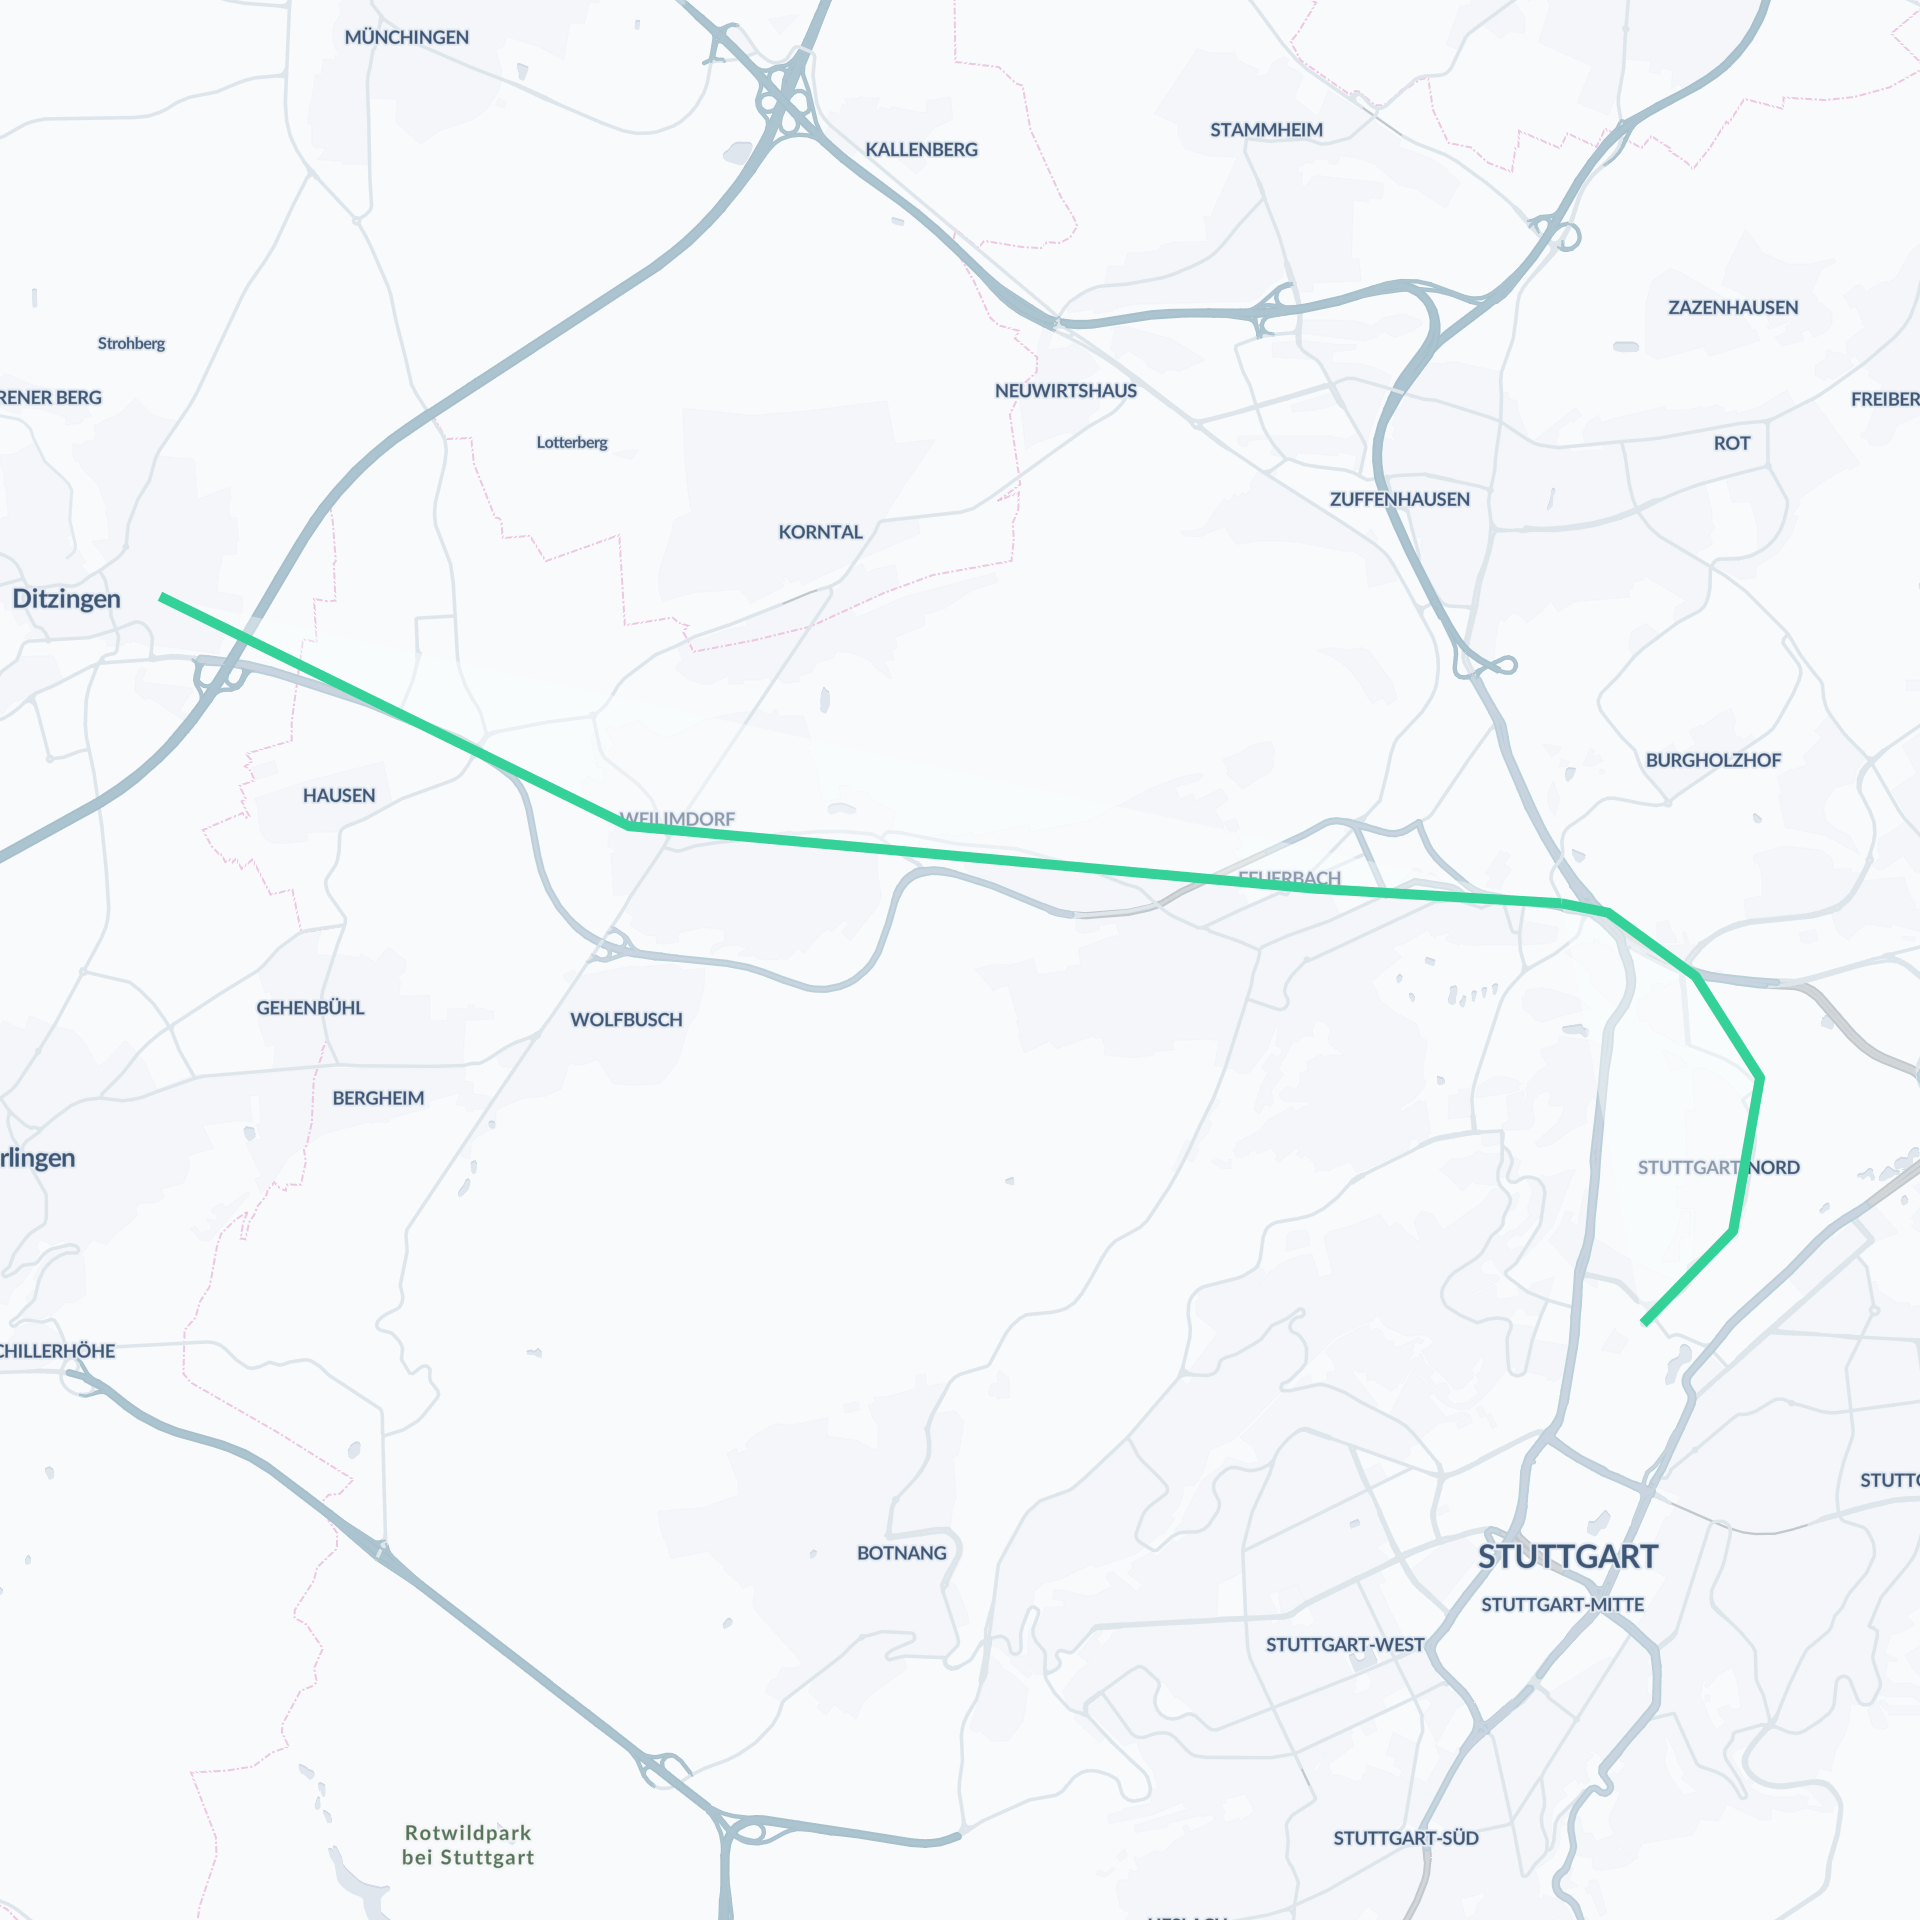 MÜNCHINGEN
STAMMHEIM
KALLENBERG
ZAZENHAUSEN
Strohberg
NEUWIRTSHAUS
RENER BERG
FREIBER
Lotterberg
ROT
ZUFFENHAUSEN
KORNTAL
Ditzingen
BURGHOLZHOF
HAUSEN
WEILIMDORF
FEUERBACH
GEHENBÜHL
WOLFBUSCH
BERGHEIM
rlingen
STUTTGART-NORD
CHILLERHÖHE
STUTTG
BOTNANG
STUTTGART
STUTTGART-MITTE
STUTTGART-WEST
Rotwildpark
bei Stuttgart
STUTTGART-SÜD